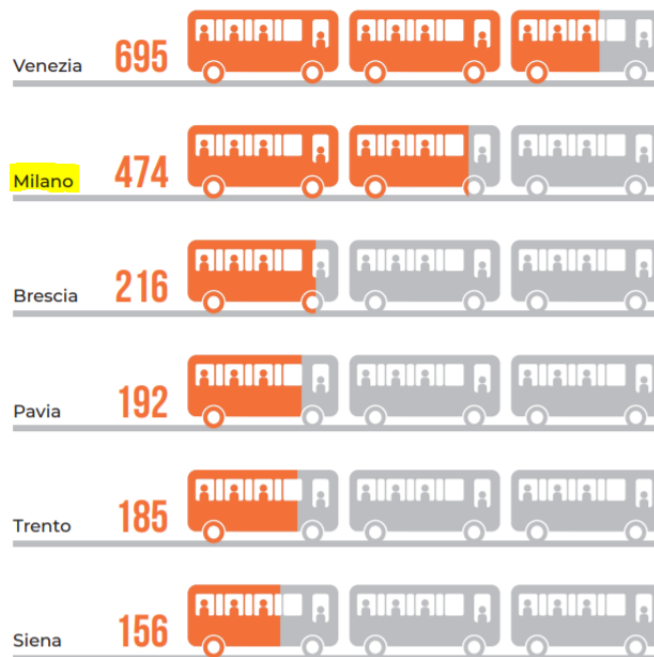 Venezia 695
Milano 474
Brescia 216
Pavia 192
Trento 185
Siena 156